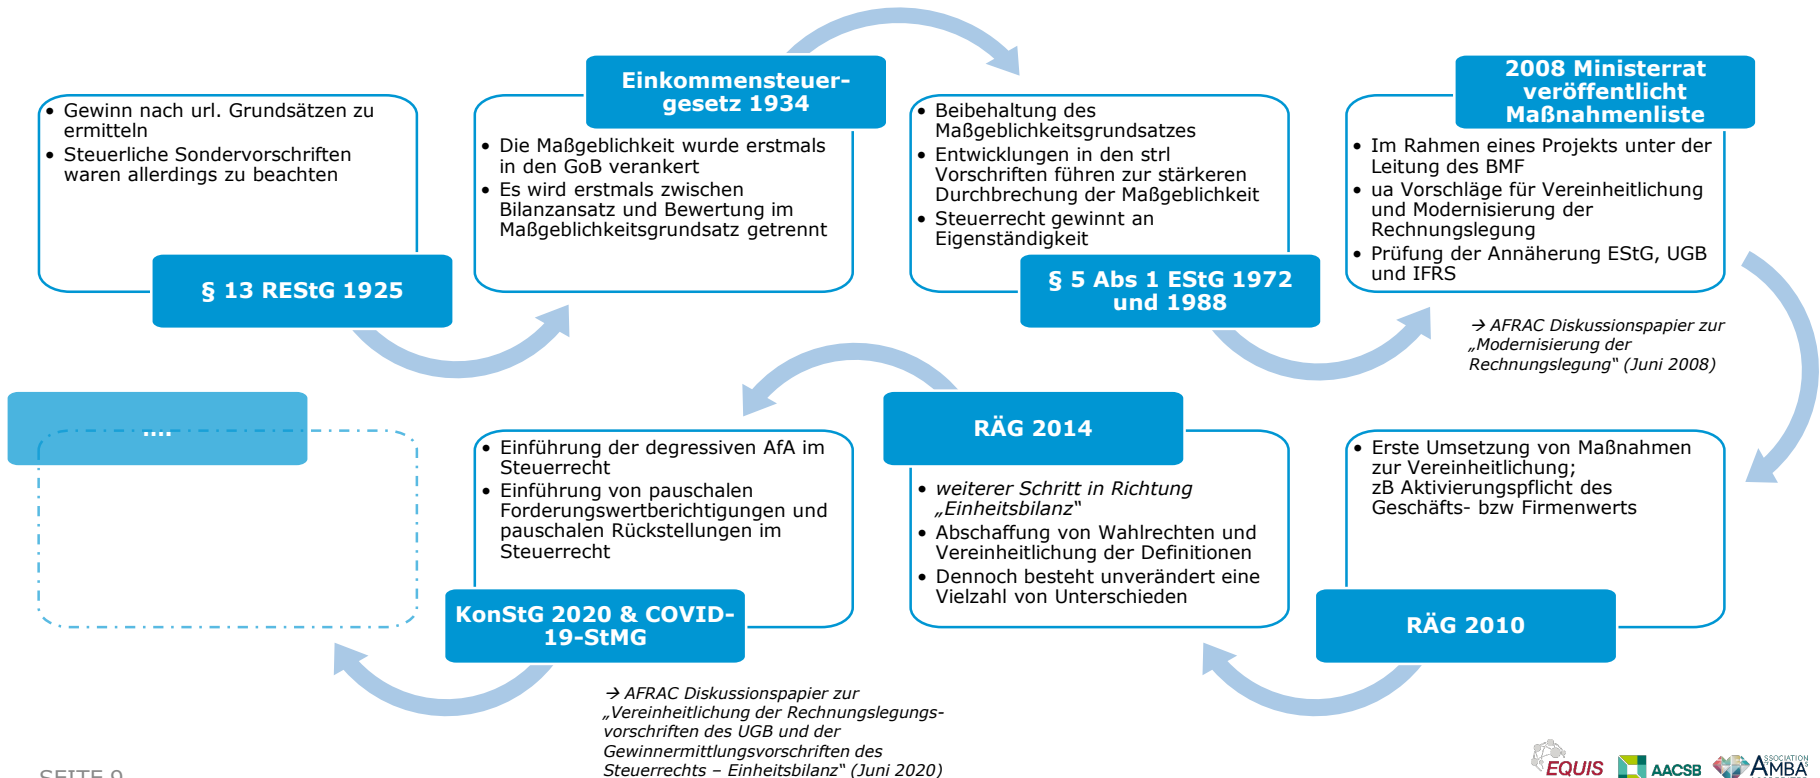 • Gewinn nach url. Grundsätzen zu
ermitteln
• Steuerliche Sondervorschriften
waren allerdings zu beachten
§ 13 REStG 1925
Einkommensteuer-
gesetz 1934
• Die Maßgeblichkeit wurde erstmals
in den GoB verankert
• Es wird erstmals zwischen
Bilanzansatz und Bewertung im
Maßgeblichkeitsgrundsatz getrennt
• Beibehaltung des
Maßgeblichkeitsgrundsatzes
• Entwicklungen in den strl
Vorschriften führen zur stärkeren
Durchbrechung der Maßgeblichkeit
• Steuerrecht gewinnt an
Eigenständigkeit
§ 5 Abs 1 EStG 1972
und 1988
2008 Ministerrat
veröffentlicht
Maßnahmenliste
• Im Rahmen eines Projekts unter der
Leitung des BMF
• ua Vorschläge für Vereinheitlichung
und Modernisierung der
Rechnungslegung
• Prüfung der Annäherung EStG, UGB
und IFRS
→ AFRAC Diskussionspapier zur
„Modernisierung der
Rechnungslegung“ (Juni 2008)
• Erste Umsetzung von Maßnahmen
zur Vereinheitlichung;
zB Aktivierungspflicht des
Geschäfts- bzw Firmenwerts
RÄG 2010
RÄG 2014
• weiterer Schritt in Richtung
„Einheitsbilanz“
• Abschaffung von Wahlrechten und
Vereinheitlichung der Definitionen
• Dennoch besteht unverändert eine
Vielzahl von Unterschieden
• Einführung der degressiven AfA im
Steuerrecht
• Einführung von pauschalen
Forderungswertberichtigungen und
pauschalen Rückstellungen im
Steuerrecht
KonStG 2020 & COVID-
19-StMG
→ AFRAC Diskussionspapier zur
„Vereinheitlichung der Rechnungslegungs-
vorschriften des UGB und der
Gewinnermittlungsvorschriften des
Steuerrechts – Einheitsbilanz“ (Juni 2020)
....
SEITE 9
EQUIS
AACSB
ASSOCIATION
AMBA